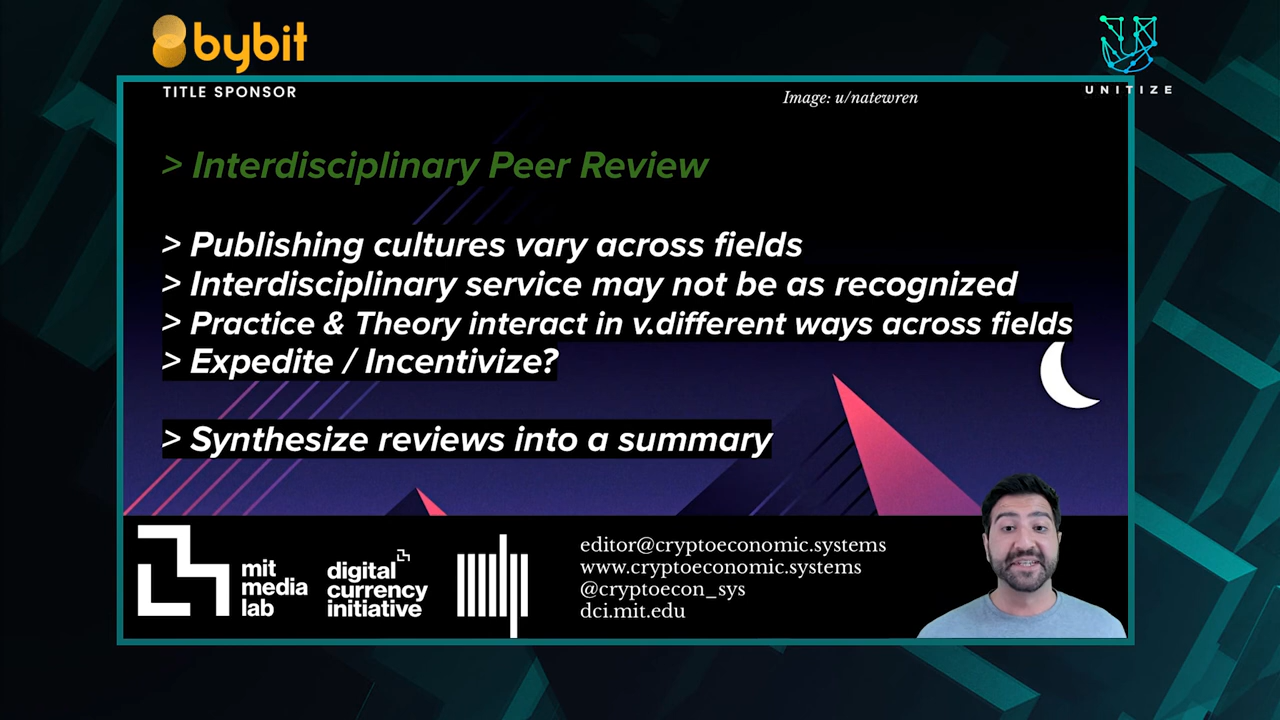 bybit
TITLE SPONSOR
UNITIZE
Image: u/natewren
> Interdisciplinary Peer Review
> Publishing cultures vary across fields
> Interdisciplinary service may not be as recognized
> Practice & Theory interact in v.different ways across fields
> Expedite / Incentivize?
> Synthesize reviews into a summary
mit
media
lab
digital
currency
initiative
editor@cryptoeconomic.systems
www.cryptoeconomic.systems
@cryptoecon_sys
dci.mit.edu